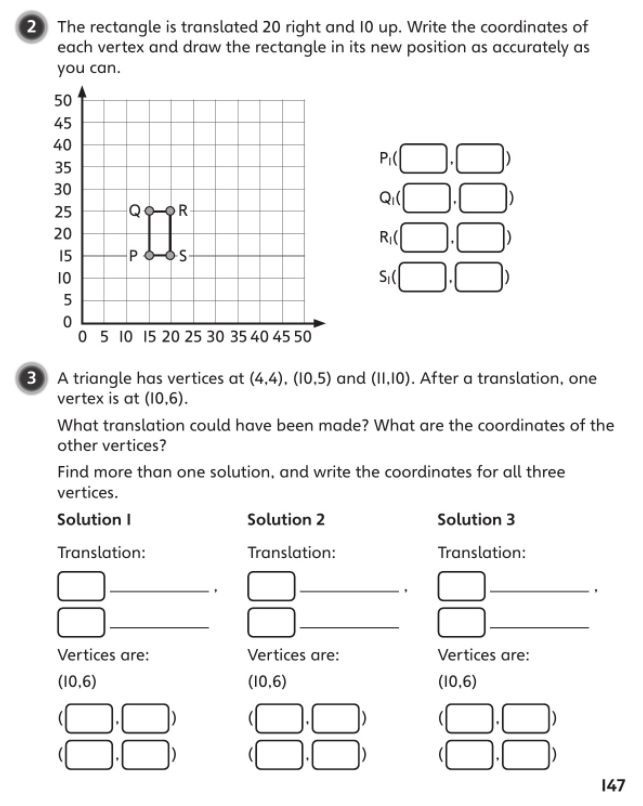 2 The rectangle is translated 20 right and 10 up. Write the coordinates of
each vertex and draw the rectangle in its new position as accurately as
you can.
50
45
40
35
30
25
20
15
10
5
0
Q R
P S
0 5 10 15 20 25 30 35 40 45 50
P₁( , )
Q₁( , )
R₁( , )
S₁( , )
3 A triangle has vertices at (4,4), (10,5) and (11,10). After a translation, one
vertex is at (10,6).
What translation could have been made? What are the coordinates of the
other vertices?
Find more than one solution, and write the coordinates for all three
vertices.
Solution 1 Solution 2 Solution 3
Translation: Translation: Translation:
, , ,
Vertices are: Vertices are: Vertices are:
(10,6) (10,6) (10,6)
( , ) ( , ) ( , )
( , ) ( , ) ( , )
147